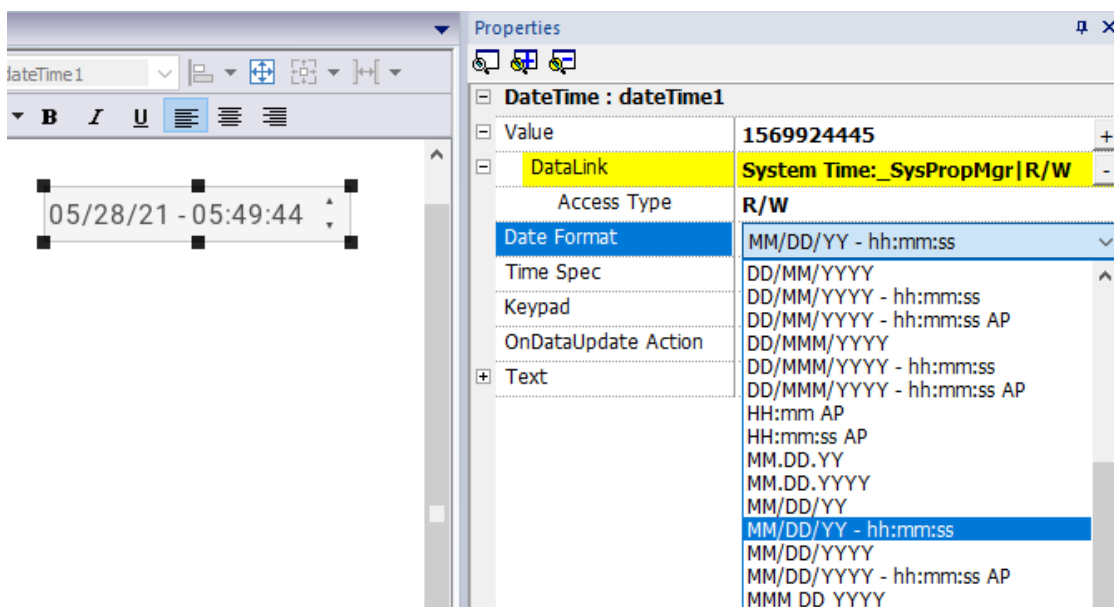 Properties
dateTime1
B I U
05/28/21 - 05:49:44
DateTime : dateTime1
Value 1569924445 +
DataLink System Time:_SysPropMgr|R/W -
Access Type R/W
Date Format MM/DD/YY - hh:mm:ss
Time Spec
Keypad
OnDataUpdate Action
Text
DD/MM/YYYY
DD/MM/YYYY - hh:mm:ss
DD/MM/YYYY - hh:mm:ss AP
DD/MMM/YYYY
DD/MMM/YYYY - hh:mm:ss
DD/MMM/YYYY - hh:mm:ss AP
HH:mm AP
HH:mm:ss AP
MM.DD.YY
MM.DD.YYYY
MM/DD/YY
MM/DD/YY - hh:mm:ss
MM/DD/YYYY
MM/DD/YYYY - hh:mm:ss AP
MMM DD YYYY